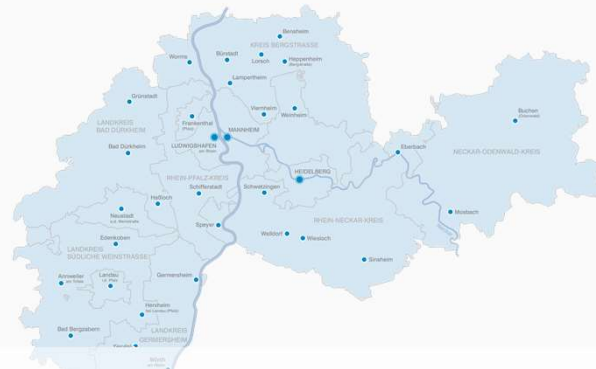 Bensheim
KREIS BERGSTRASSE
Worms
Bürstadt
Lorsch
Heppenheim
(Bergstraße)
Lampertheim
Grünstadt
Viernheim
Weinheim
Buchen
(Odenwald)
LANDKREIS
BAD DÜRKHEIM
Frankenthal
(Pfalz)
MANNHEIM
LUDWIGSHAFEN
am Rhein
Eberbach
Bad Dürkheim
NECKAR-ODENWALD-KREIS
HEIDELBERG
RHEIN-PFALZ-KREIS
Schifferstadt
Schwetzingen
Haßloch
Neustadt
a.d. Weinstraße
Mosbach
RHEIN-NECKAR KREIS
Speyer
Edenkoben
Walldorf
Wiesloch
LANDKREIS
SÜDLICHE WEINSTRASSE
Sinsheim
Annweiler
am Trifels
Landau
i.d. Pfalz
Germersheim
Herxheim
bei Landau (Pfalz)
Bad Bergzabern
LANDKREIS
GERMERSHEIM